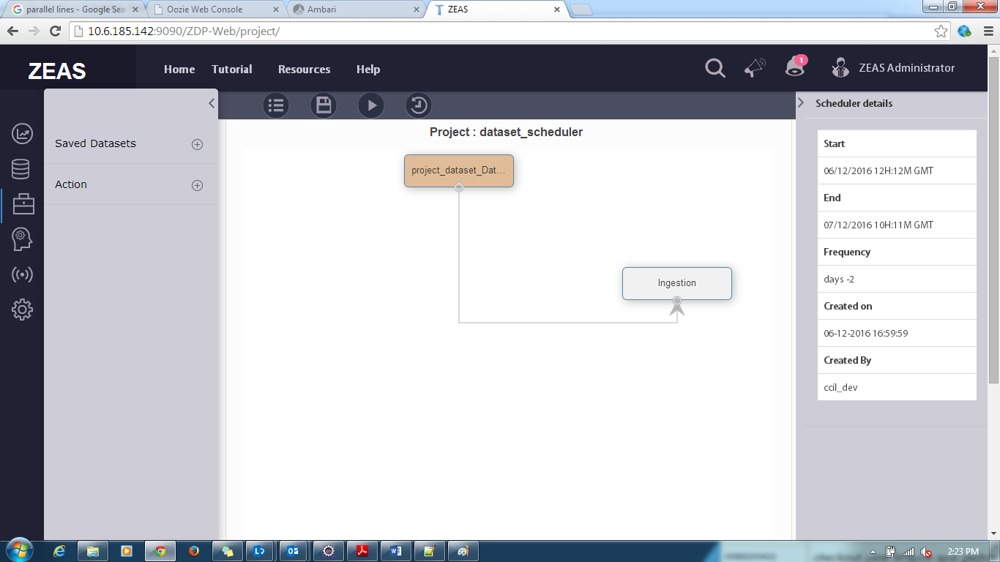 parallel lines - Google Sea
Oozie Web Console
Ambari
ZEAS
10.6.185.142:9090/ZDP-Web/project/
ZEAS
Home
Tutorial
Resources
Help
1
ZEAS Administrator
Saved Datasets
Action
Project : dataset_scheduler
project_dataset_Dat...
Ingestion
Scheduler details
Start
06/12/2016 12H:12M GMT
End
07/12/2016 10H:11M GMT
Frequency
days -2
Created on
06-12-2016 16:59:59
Created By
ccil_dev
2:23 PM